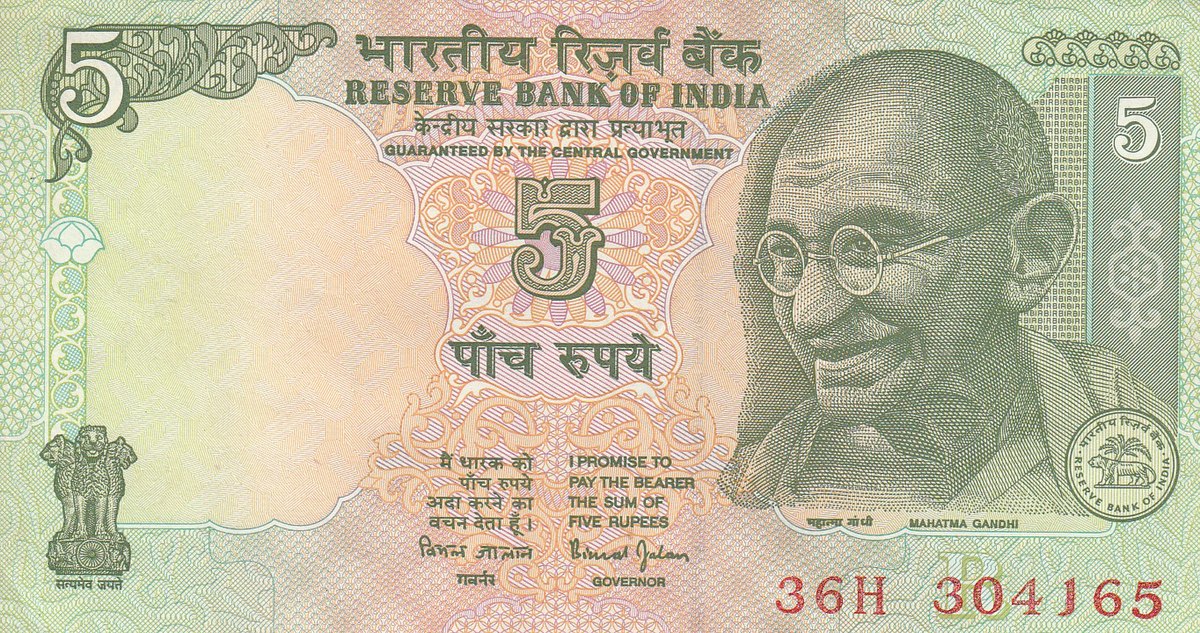 5
भारतीय रिज़र्व बैंक
RESERVE BANK OF INDIA
केन्द्रीय सरकार द्वारा प्रत्याभूत
GUARANTEED BY THE CENTRAL GOVERNMENT
5
5
पाँच रुपये
मैं धारक को
पाँच रुपये
अदा करने का
वचन देता हूँ।
I PROMISE TO
PAY THE BEARER
THE SUM OF
FIVE RUPEES
विमल जालान
Bimal Jalan
गवर्नर
GOVERNOR
सत्यमेव जयते
महात्मा गांधी
MAHATMA GANDHI
भारतीय रिज़र्व बैंक
RESERVE BANK OF INDIA
36H 304165